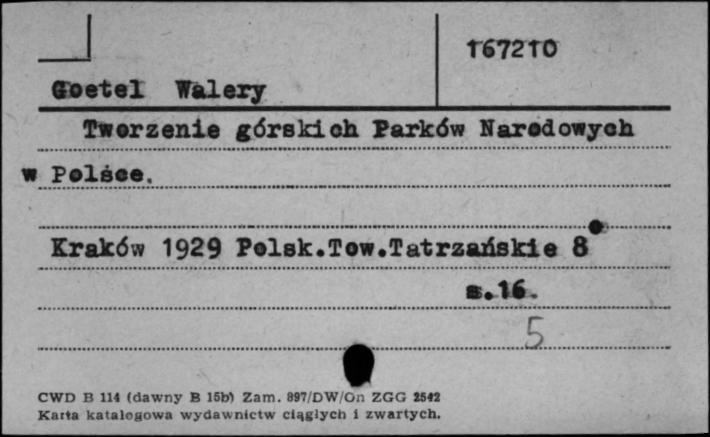 167210
Goetel Walery
Tworzenie górskich Parków Narodowych
w Polsce.
Kraków 1929 Polsk.Tow.Tatrzańskie 8°
s.16.
5
CWD B 114 (dawny B 15b) Zam. 897/DW/On ZGG 2542
Karta katalogowa wydawnictw ciągłych i zwartych.